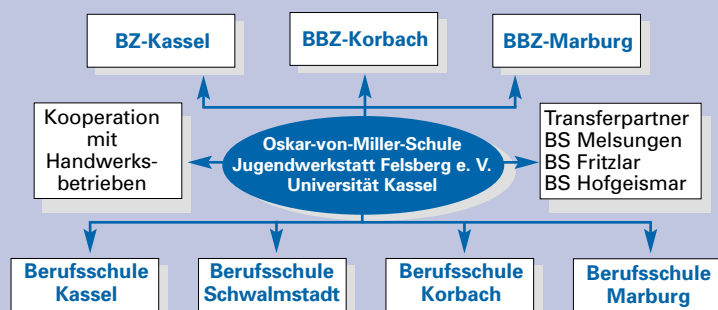 BZ-Kassel
BBZ-Korbach
BBZ-Marburg
Kooperation
mit
Handwerks-
betrieben
Oskar-von-Miller-Schule
Jugendwerkstatt Felsberg e. V.
Universität Kassel
Transferpartner
BS Melsungen
BS Fritzlar
BS Hofgeismar
Berufsschule
Kassel
Berufsschule
Schwalmstadt
Berufsschule
Korbach
Berufsschule
Marburg